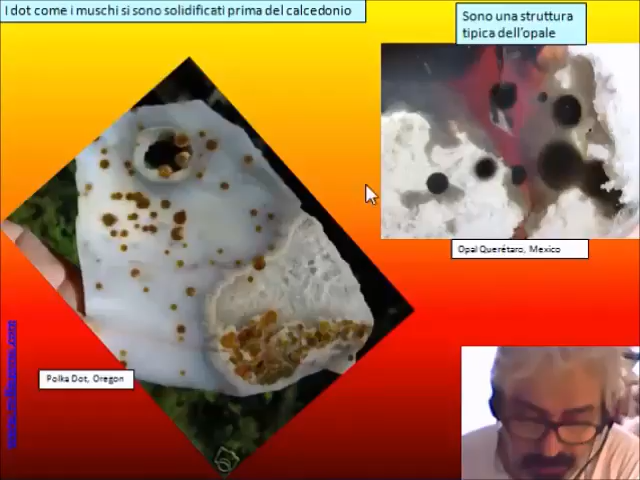 I dot come i muschi si sono solidificati prima del calcedonio
Sono una struttura
tipica dell'opale
Opal Querétaro, Mexico
Polka Dot, Oregon